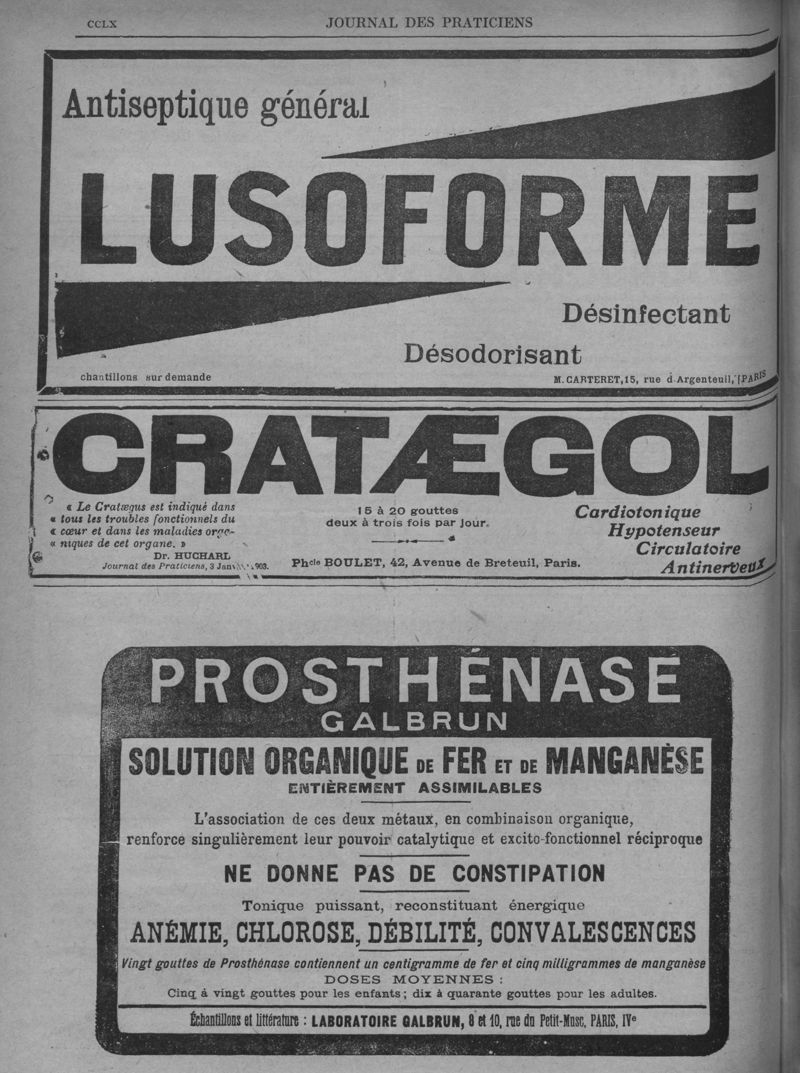 CCLX JOURNAL DES PRATICIENS
Antiseptique général
LUSOFORME
Désinfectant
Désodorisant
chantillons sur demande
M. CARTERET, 15, rue d'Argenteuil, PARIS
CRATÆGOL
« Le Cratægus est indiqué dans
« tous les troubles fonctionnels du
« cœur et dans les maladies orga-
« niques de cet organe. »
Dr. HUCHARL
Journal des Praticiens, 3 Janv 1903.
15 à 20 gouttes
deux à trois fois par jour.
Phcie BOULET, 42, Avenue de Breteuil, Paris.
Cardiotonique
Hypotenseur
Circulatoire
Antinerveux
PROSTHÉNASE
GALBRUN
SOLUTION ORGANIQUE DE FER ET DE MANGANÈSE
ENTIÈREMENT ASSIMILABLES
L'association de ces deux métaux, en combinaison organique,
renforce singulièrement leur pouvoir catalytique et excito-fonctionnel réciproque
NE DONNE PAS DE CONSTIPATION
Tonique puissant, reconstituant énergique
ANÉMIE, CHLOROSE, DÉBILITÉ, CONVALESCENCES
Vingt gouttes de Prosthénase contiennent un centigramme de fer et cinq milligrammes de manganèse
DOSES MOYENNES :
Cinq à vingt gouttes pour les enfants ; dix à quarante gouttes pour les adultes.
Échantillons et littérature : LABORATOIRE GALBRUN, 8 et 10, rue du Petit-Musc, PARIS, IVe